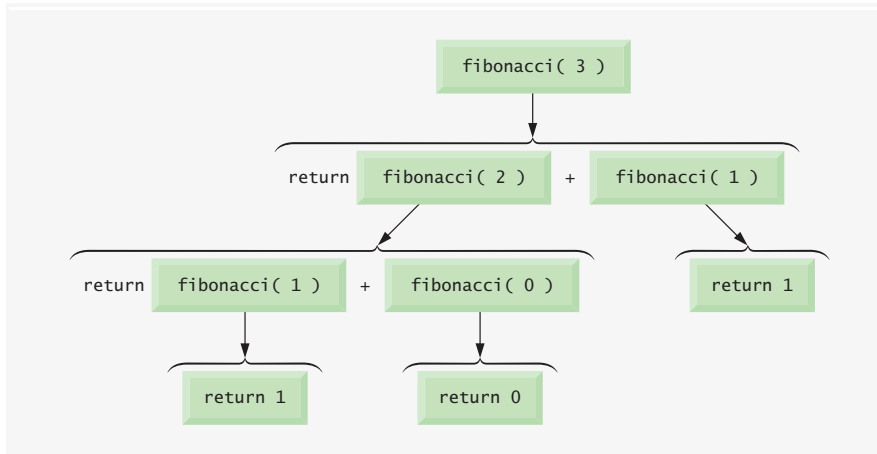 fibonacci( 3 )
return fibonacci( 2 ) + fibonacci( 1 )
return fibonacci( 1 ) + fibonacci( 0 ) return 1
return 1 return 0